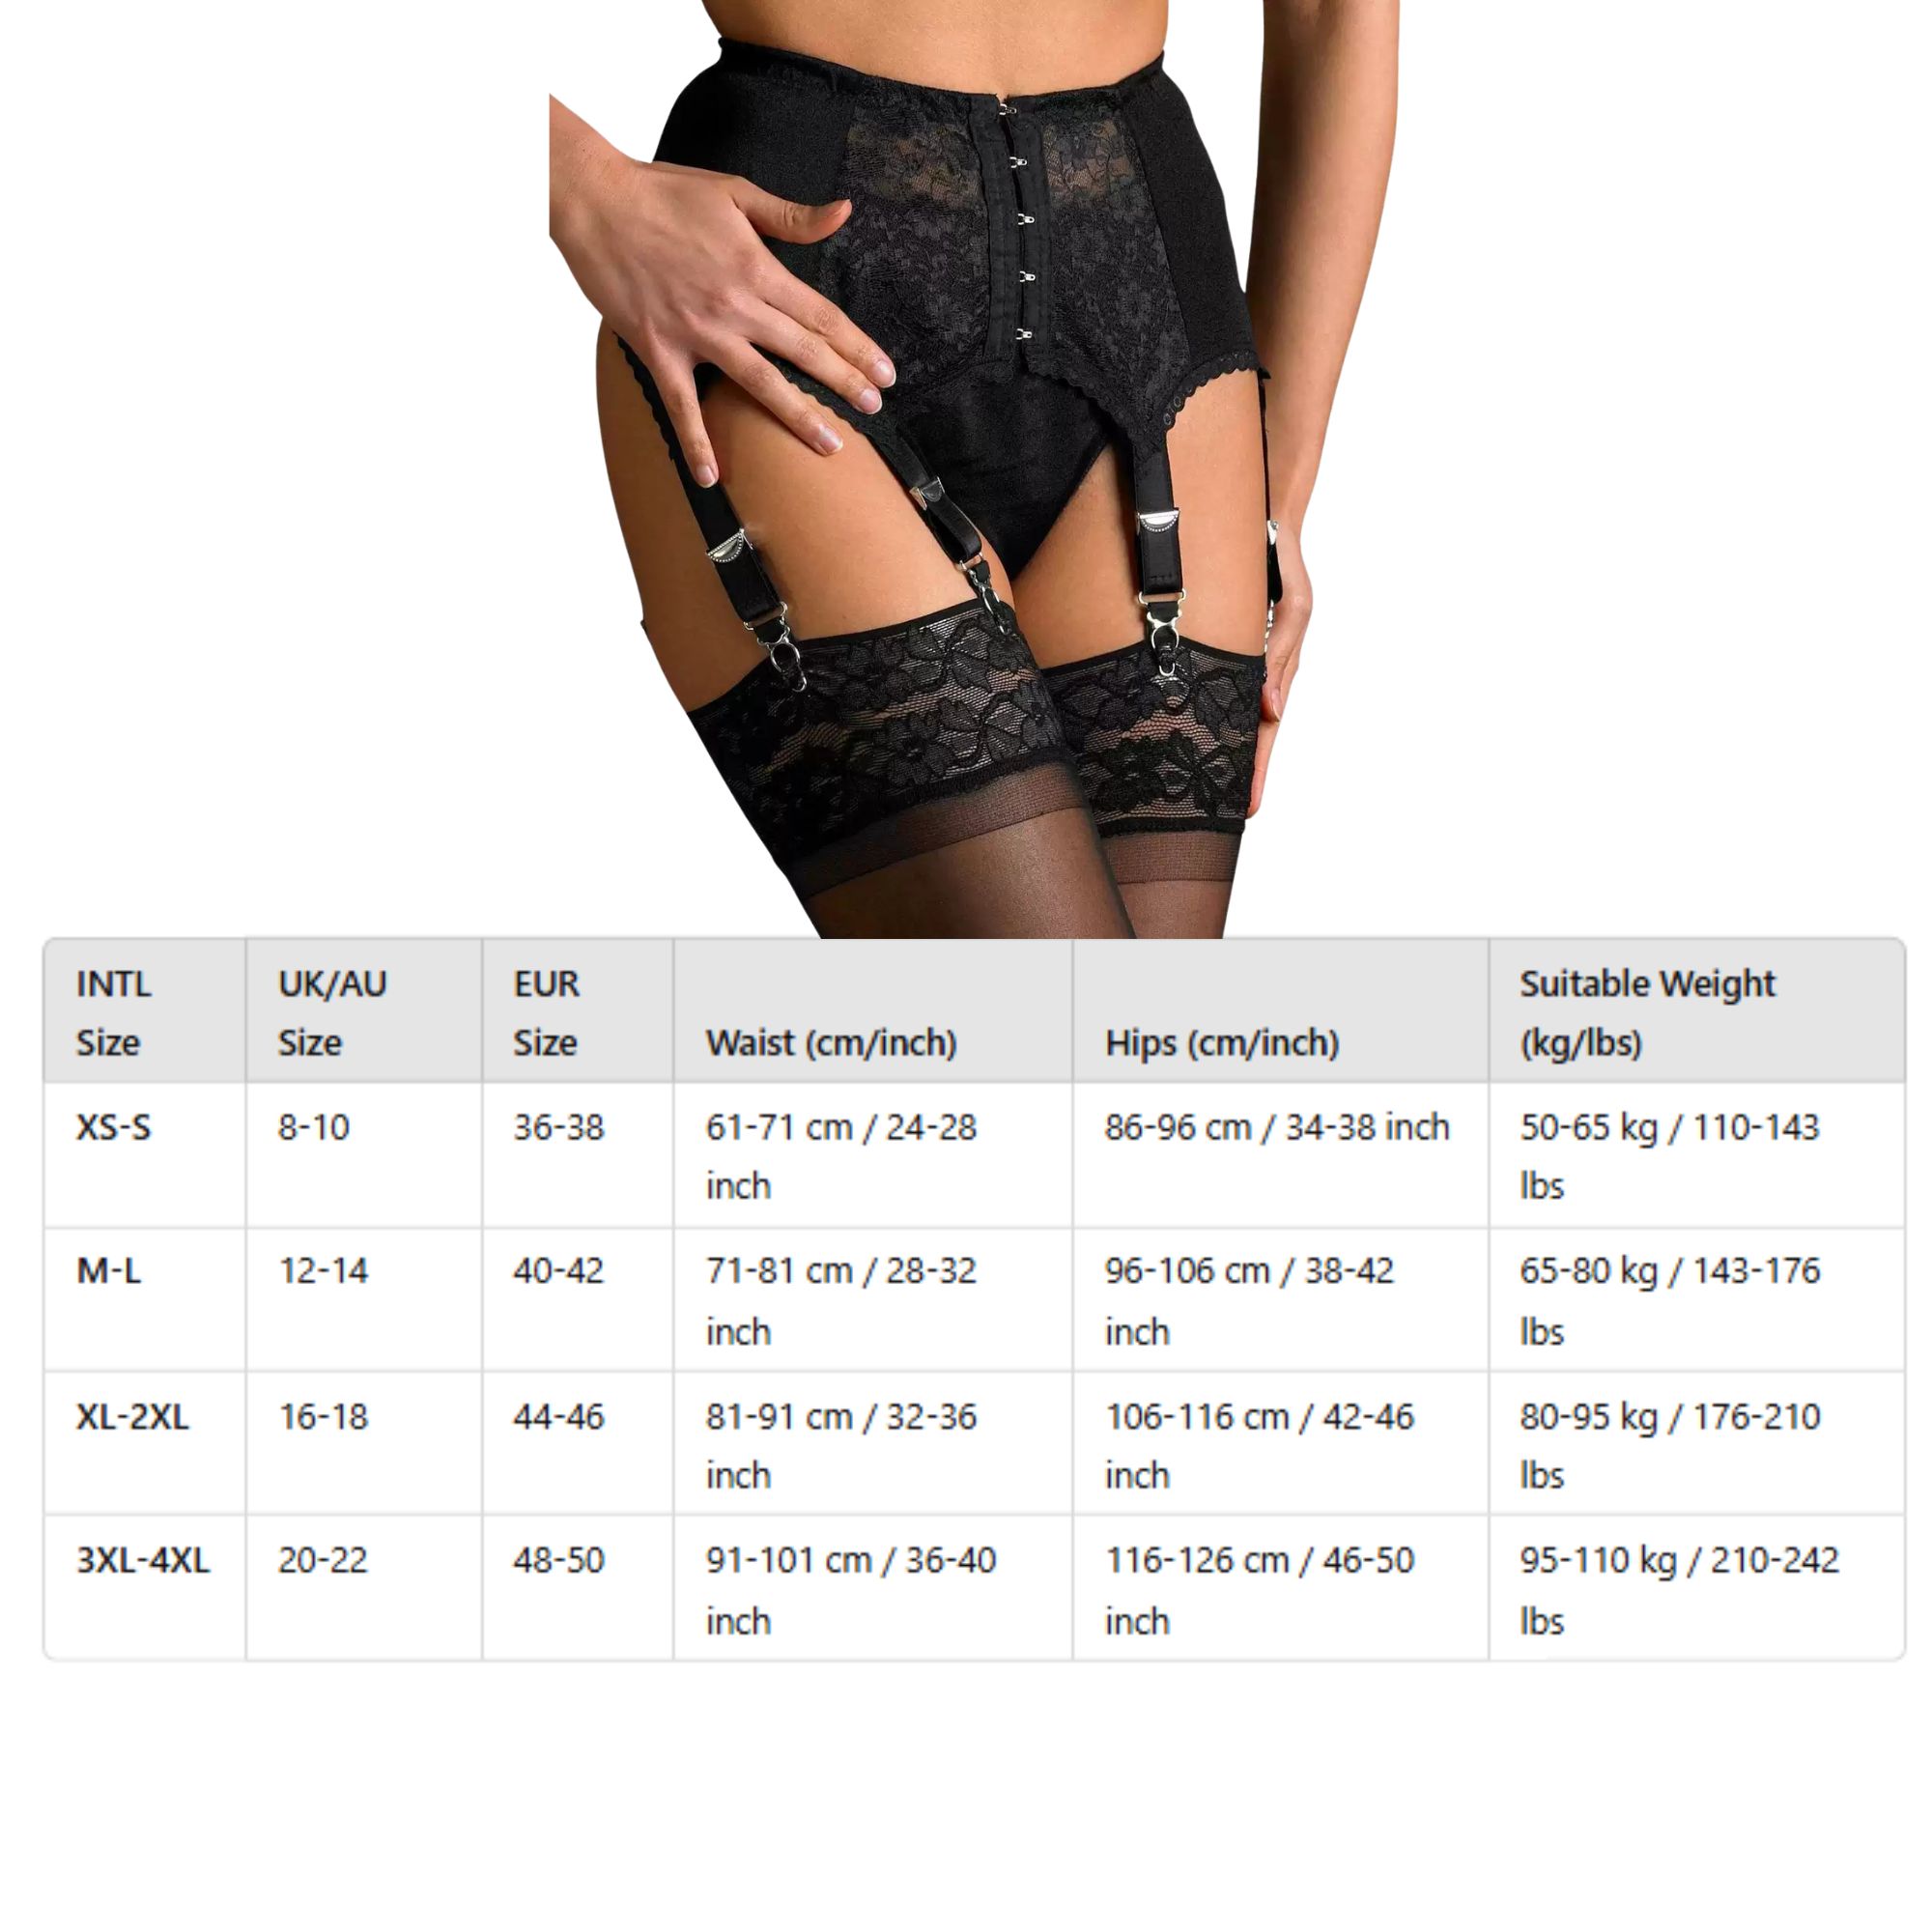 INTL Size
UK/AU Size
EUR Size
Waist (cm/inch)
Hips (cm/inch)
Suitable Weight (kg/lbs)
XS-S
8-10
36-38
61-71 cm / 24-28 inch
86-96 cm / 34-38 inch
50-65 kg / 110-143 lbs
M-L
12-14
40-42
71-81 cm / 28-32 inch
96-106 cm / 38-42 inch
65-80 kg / 143-176 lbs
XL-2XL
16-18
44-46
81-91 cm / 32-36 inch
106-116 cm / 42-46 inch
80-95 kg / 176-210 lbs
3XL-4XL
20-22
48-50
91-101 cm / 36-40 inch
116-126 cm / 46-50 inch
95-110 kg / 210-242 lbs